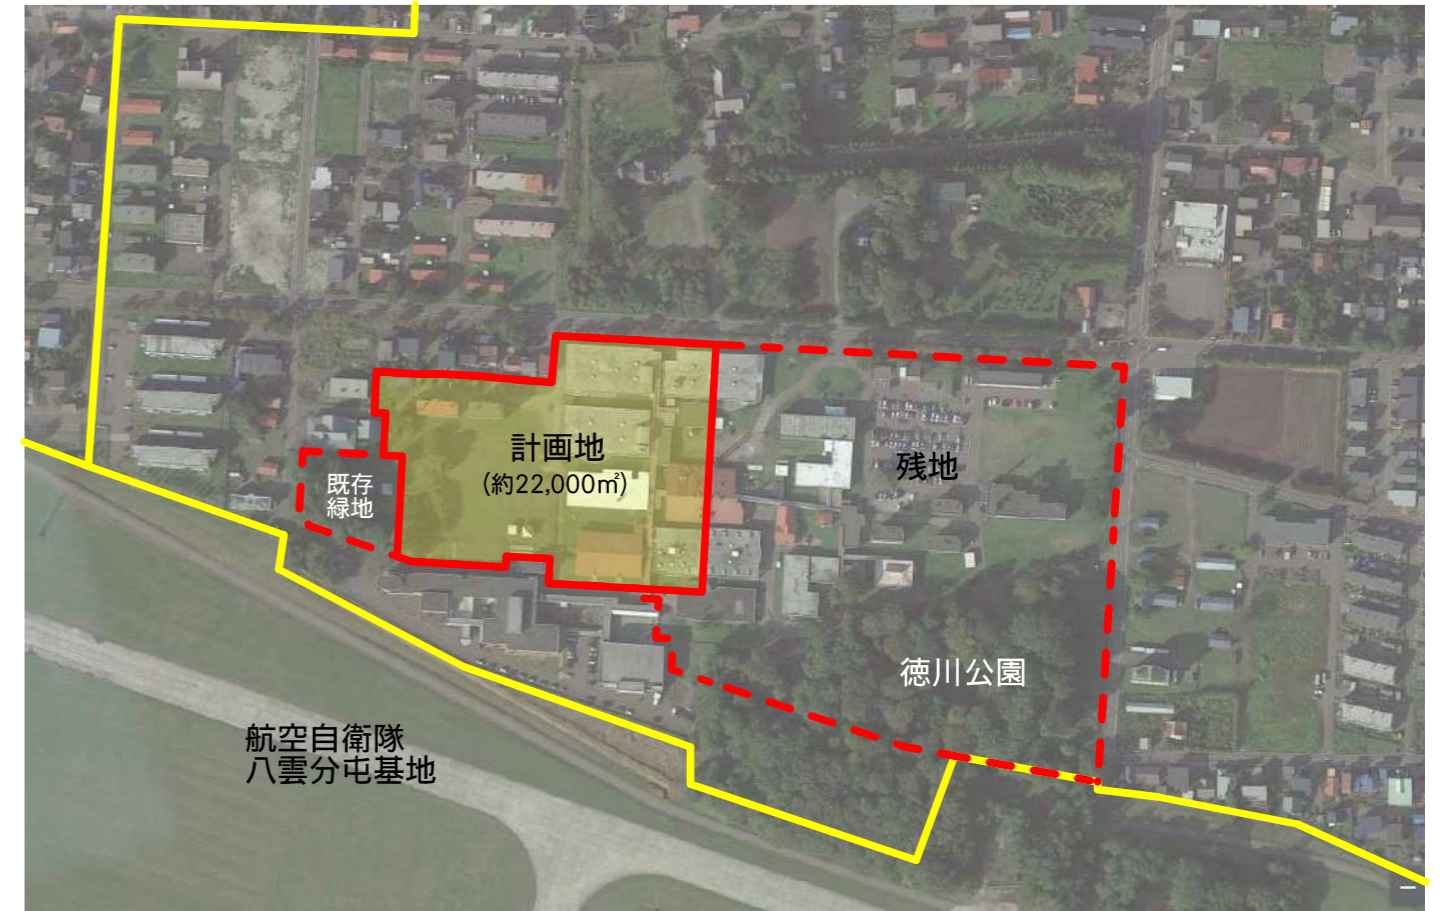 計画地
(約22,000㎡)
残地
既存
緑地
徳川公園
航空自衛隊
八雲分屯基地